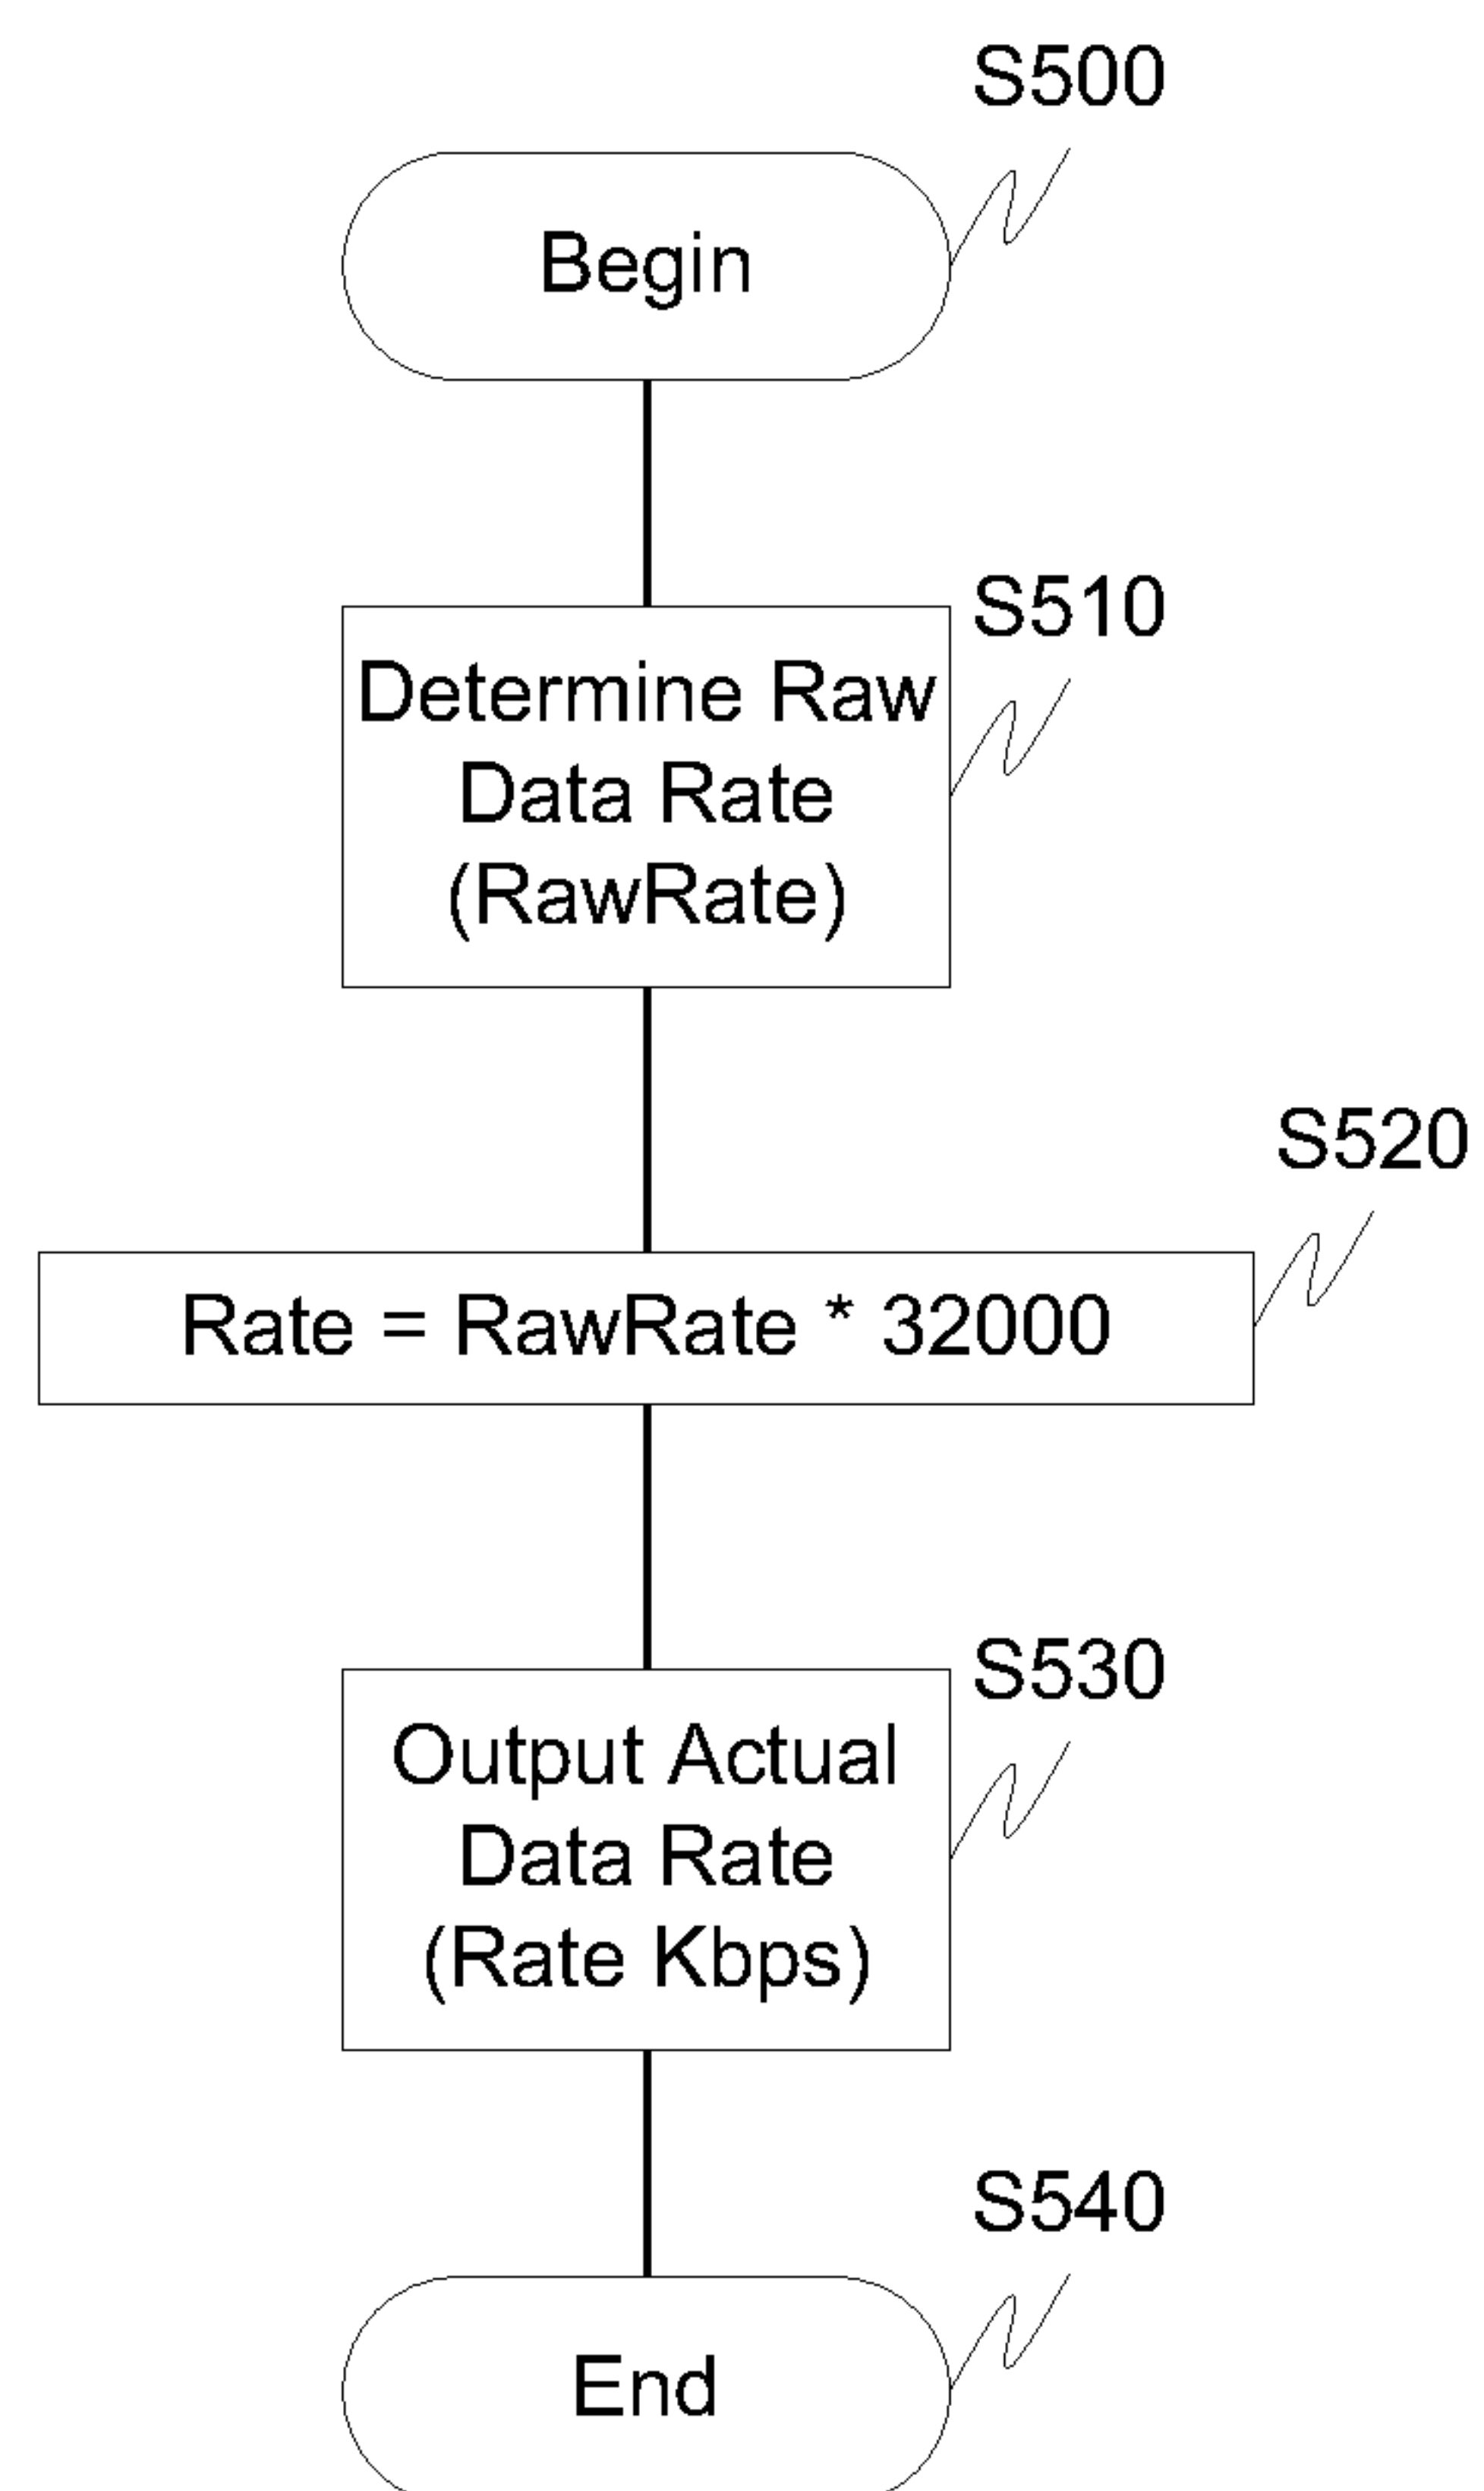 S500
Begin
S510
Determine Raw
Data Rate
(RawRate)
S520
Rate = RawRate * 32000
S530
Output Actual
Data Rate
(Rate Kbps)
S540
End